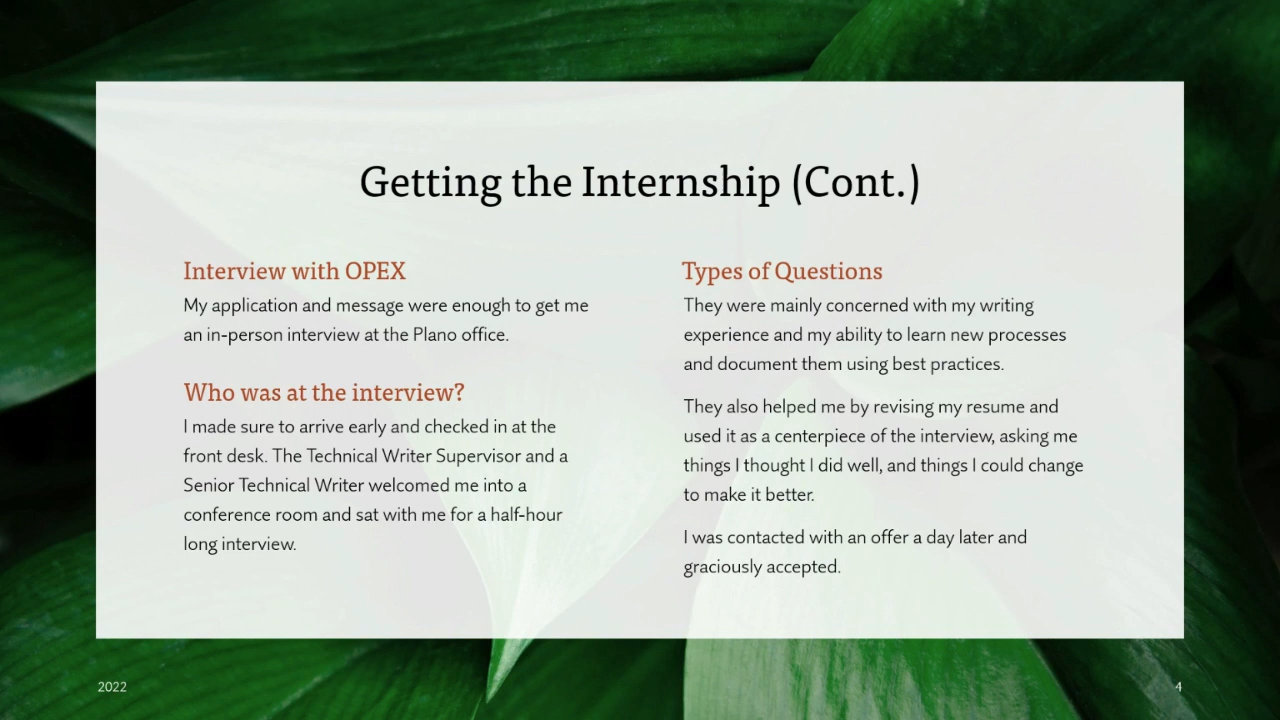 Getting the Internship (Cont.)
Interview with OPEX
My application and message were enough to get me
an in-person interview at the Plano office.
Who was at the interview?
I made sure to arrive early and checked in at the
front desk. The Technical Writer Supervisor and a
Senior Technical Writer welcomed me into a
conference room and sat with me for a half-hour
long interview.
Types of Questions
They were mainly concerned with my writing
experience and my ability to learn new processes
and document them using best practices.
They also helped me by revising my resume and
used it as a centerpiece of the interview, asking me
things I thought I did well, and things I could change
to make it better.
I was contacted with an offer a day later and
graciously accepted.
2022
4